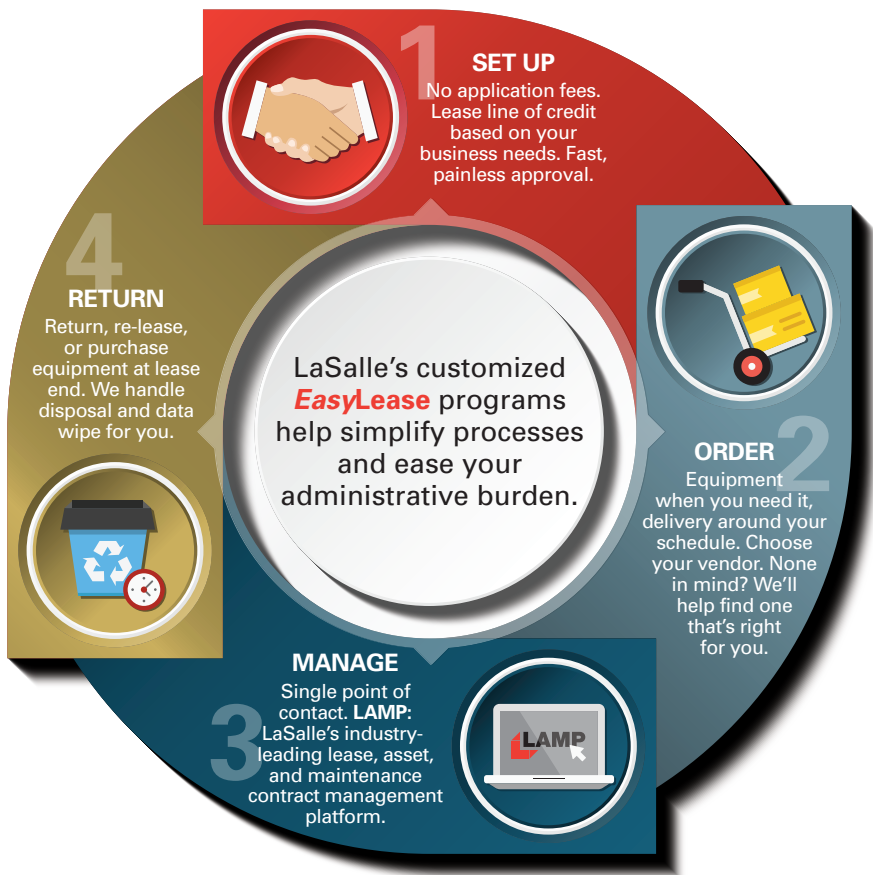 1
SET UP
No application fees.
Lease line of credit
based on your
business needs. Fast,
painless approval.
2
ORDER
Equipment
when you need it,
delivery around your
schedule. Choose
your vendor. None
in mind? We’ll
help find one
that’s right
for you.
3
MANAGE
Single point of
contact. LAMP:
LaSalle’s industry-
leading lease, asset,
and maintenance
contract management
platform.
LAMP
4
RETURN
Return, re-lease,
or purchase
equipment at lease
end. We handle
disposal and data
wipe for you.
LaSalle’s customized
EasyLease programs
help simplify processes
and ease your
administrative burden.